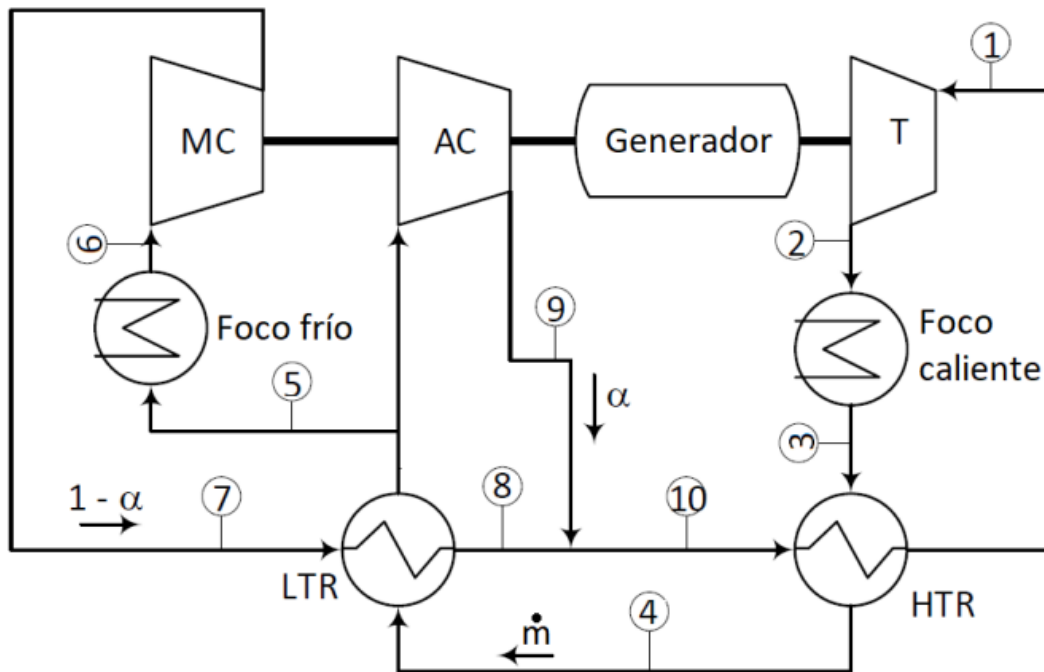 1
MC
AC
Generador
T
6
2
9
Foco frío
Foco
caliente
5
α
3
1 - α
7
8
10
LTR
HTR
4
ṁ